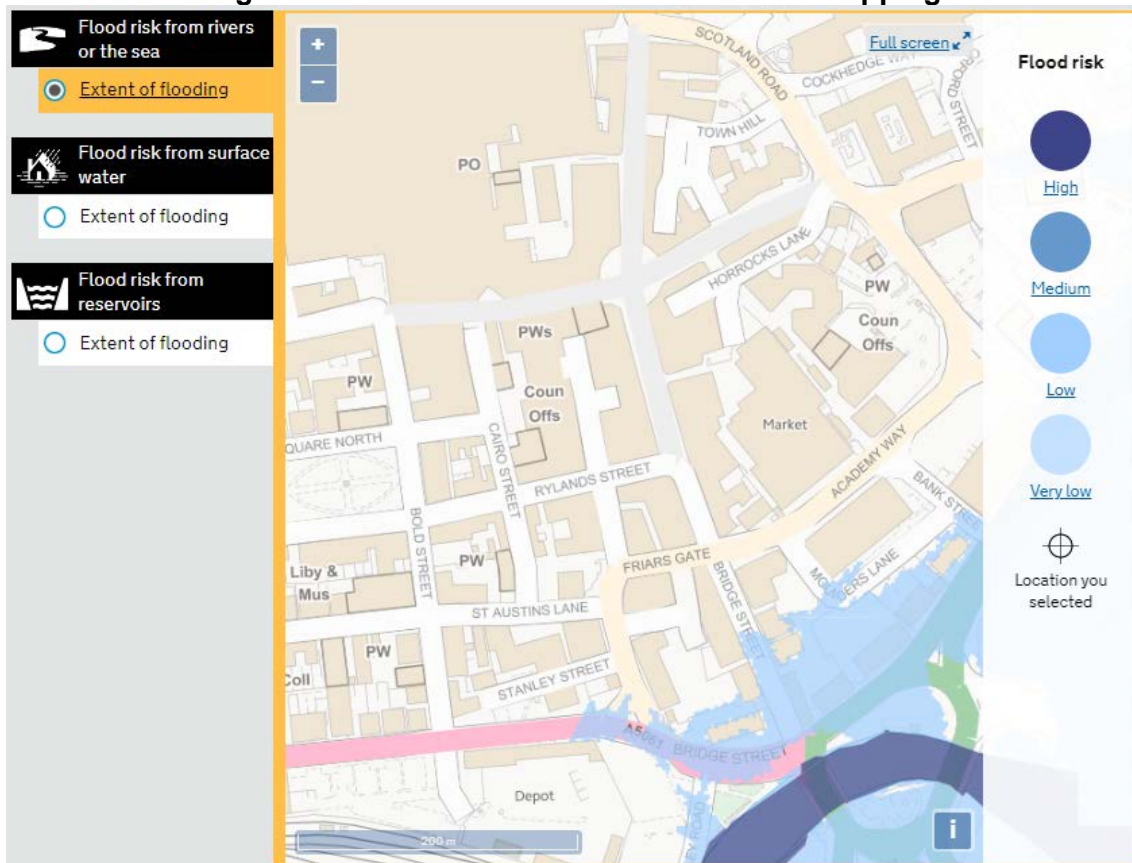 Flood risk from rivers
or the sea
Extent of flooding
Flood risk from surface
water
Extent of flooding
Flood risk from
reservoirs
Extent of flooding
+
−
Full screen
SCOTLAND ROAD
COCKHEDGE WAY
ORFORD STREET
TOWN HILL
PO
HORROCKS LANE
PW
Coun
Offs
PWs
PW
Coun
Offs
Market
QUARE NORTH
CAIRO STREET
RYLANDS STREET
ACADEMY WAY
BANK STREE
BOLD STREET
PW
FRIARS GATE
BRIDGE STREET
Liby &
Mus
ST AUSTINS LANE
PW
Coll
STANLEY STREET
A5061
BRIDGE STREET
Depot
200 m
i
Flood risk
High
Medium
Low
Very low
Location you
selected